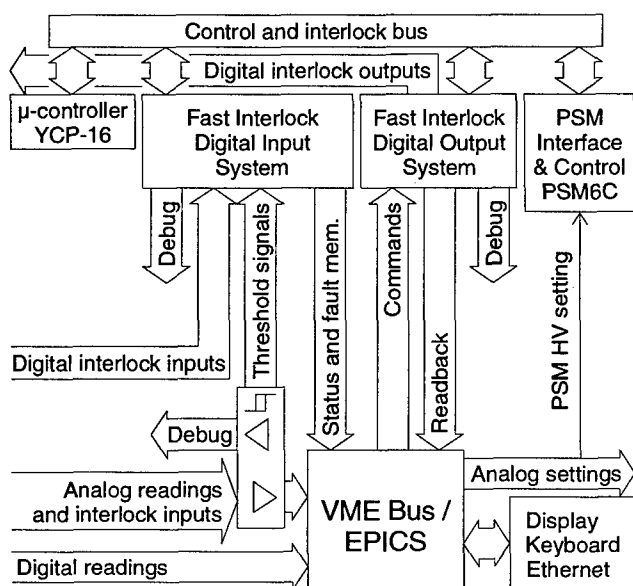 Control and interlock bus
Digital interlock outputs
µ-controller
YCP-16
Fast Interlock
Digital Input
System
Fast Interlock
Digital Output
System
PSM
Interface
& Control
PSM6C
Debug
Threshold signals
Status and fault mem.
Commands
Readback
Debug
PSM HV setting
Digital interlock inputs
Debug
Analog readings
and interlock inputs
Digital readings
VME Bus /
EPICS
Analog settings
Display
Keyboard
Ethernet